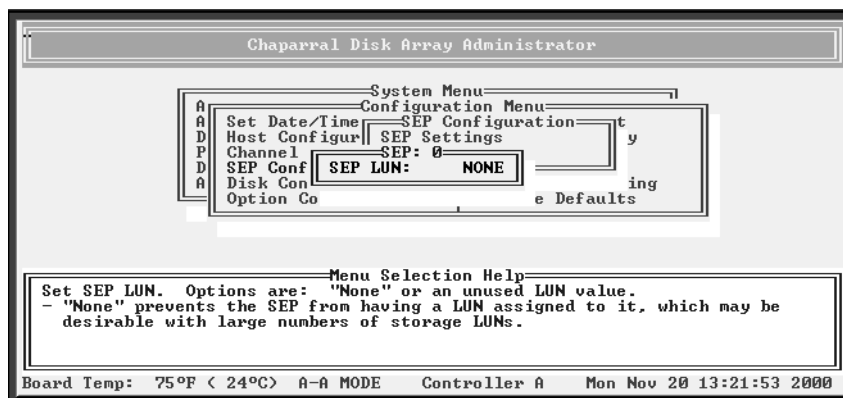 Chaparral Disk Array Administrator
System Menu
A Configuration Menu
A Set Date/Time SEP Configuration t
D Host Configur SEP Settings y
P Channel SEP: 0
D SEP Conf SEP LUN: NONE
A Disk Con ing
Option Co e Defaults
Menu Selection Help
Set SEP LUN. Options are: "None" or an unused LUN value.
- "None" prevents the SEP from having a LUN assigned to it, which may be
desirable with large numbers of storage LUNs.
Board Temp: 75ºF ( 24ºC) A-A MODE Controller A Mon Nov 20 13:21:53 2000